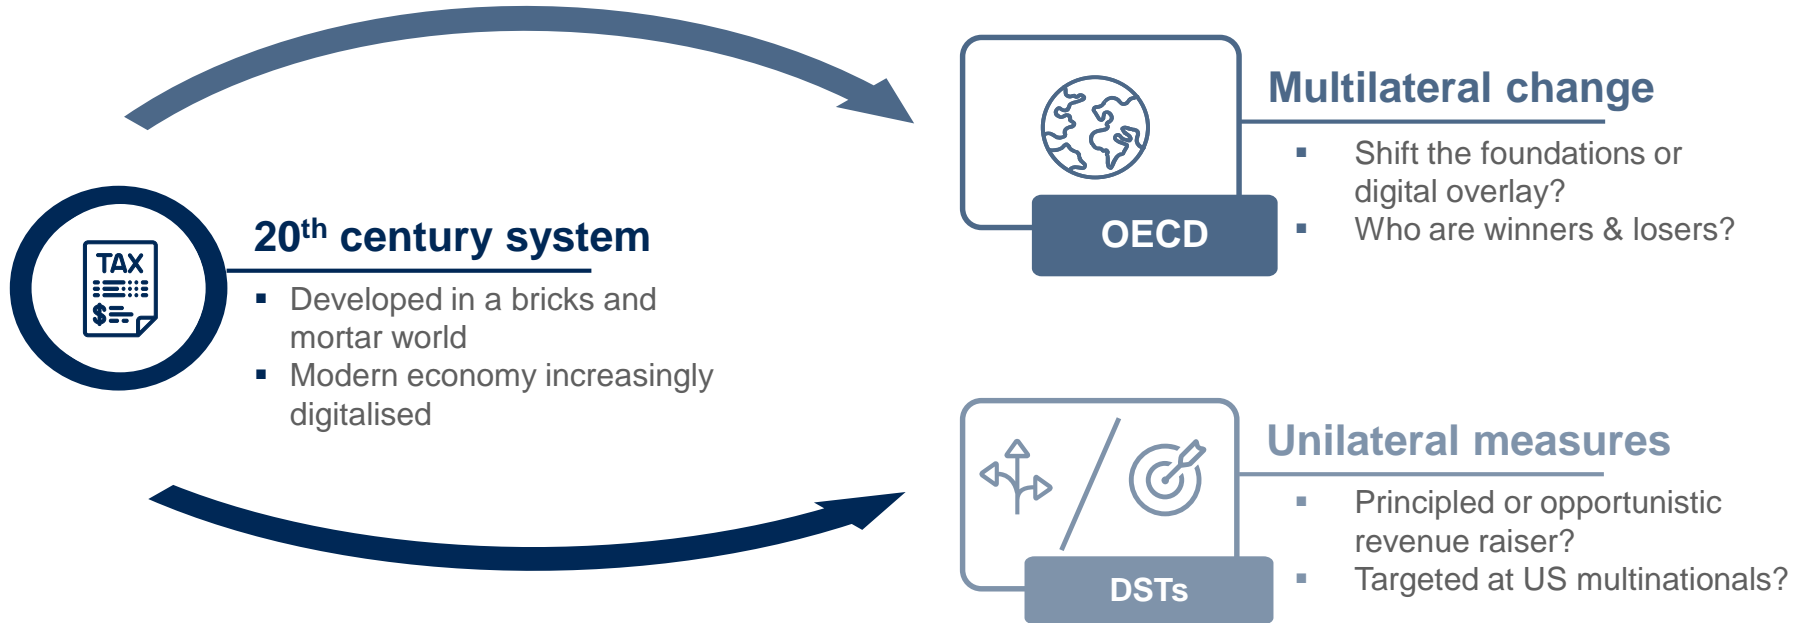 TAX
$
20th century system
▪ Developed in a bricks and
mortar world
▪ Modern economy increasingly
digitalised
OECD
Multilateral change
▪ Shift the foundations or
digital overlay?
▪ Who are winners & losers?
DSTs
Unilateral measures
▪ Principled or opportunistic
revenue raiser?
▪ Targeted at US multinationals?